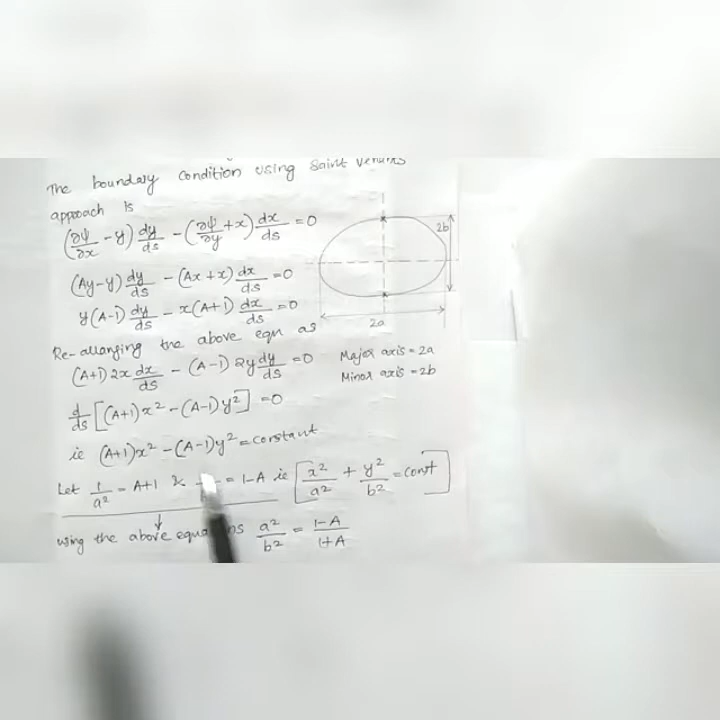 The boundary condition using Saint Venants
approach is
(∂ψ/∂x - y) dy/ds - (∂ψ/∂y + x) dx/ds = 0
(Ay-y) dy/ds - (Ax+x) dx/ds = 0
y(A-1) dy/ds - x(A+1) dx/ds = 0
Re-arranging the above equn as
(A+1) 2x dx/ds - (A-1) 2y dy/ds = 0
d/ds [(A+1)x² - (A-1)y²] = 0
ie (A+1)x² - (A-1)y² = constant
Let 1/a² = A+1 & = 1-A ie [x²/a² + y²/b² = const]
using the above equations a²/b² = 1-A/1+A
2b
2a
Major axis = 2a
Minor axis = 2b